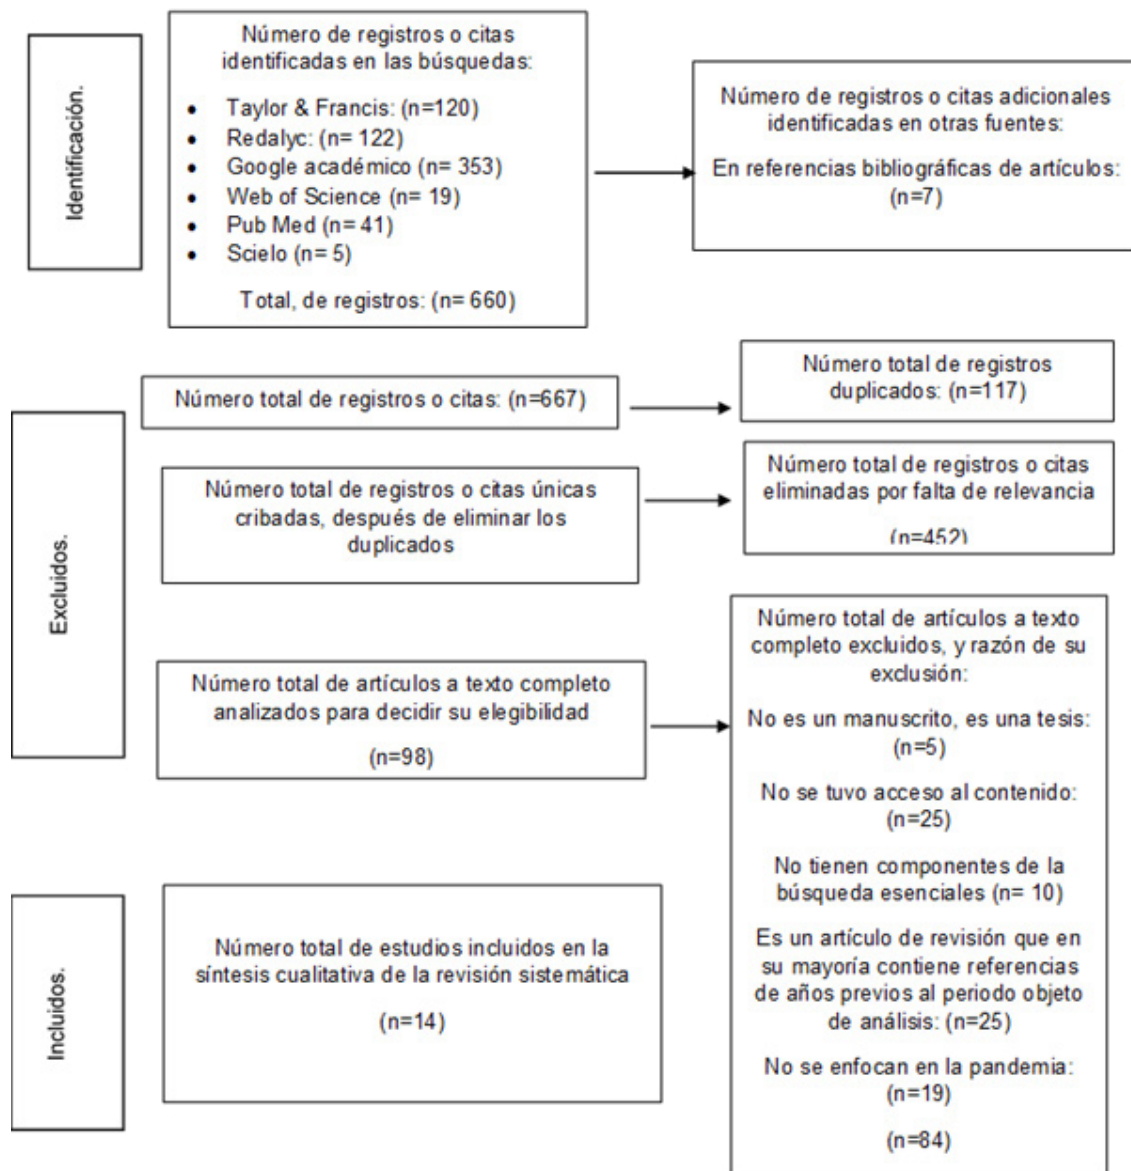 Identificación.
Número de registros o citas
identificadas en las búsquedas:
• Taylor & Francis: (n=120)
• Redalyc: (n= 122)
• Google académico (n= 353)
• Web of Science (n= 19)
• Pub Med (n= 41)
• Scielo (n= 5)
Total, de registros: (n= 660)
Número de registros o citas adicionales
identificadas en otras fuentes:
En referencias bibliográficas de artículos:
(n=7)
Excluidos.
Número total de registros o citas: (n=667)
Número total de registros
duplicados: (n=117)
Número total de registros o citas únicas
cribadas, después de eliminar los
duplicados
Número total de registros o citas
eliminadas por falta de relevancia
(n=452)
Número total de artículos a texto completo
analizados para decidir su elegibilidad
(n=98)
Número total de artículos a texto
completo excluidos, y razón de su
exclusión:
No es un manuscrito, es una tesis:
(n=5)
No se tuvo acceso al contenido:
(n=25)
No tienen componentes de la
búsqueda esenciales (n= 10)
Es un artículo de revisión que en
su mayoría contiene referencias
de años previos al periodo objeto
de análisis: (n=25)
No se enfocan en la pandemia:
(n=19)
(n=84)
Incluidos.
Número total de estudios incluidos en la
síntesis cualitativa de la revisión sistemática
(n=14)